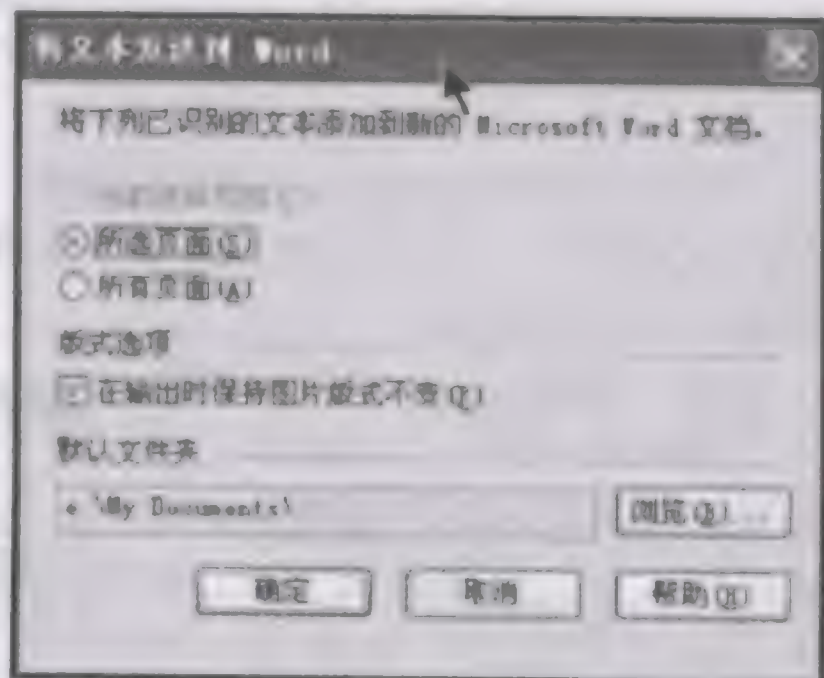 将文本发送到 Word
将下列已识别的文本添加到新的 Microsoft Word 文档。
所选页面(S)
所有页面(A)
版式选项
在输出时保持图片版式不变(P)
默认文件夹
e:\My Documents\
浏览(B)...
确定
取消
帮助(H)